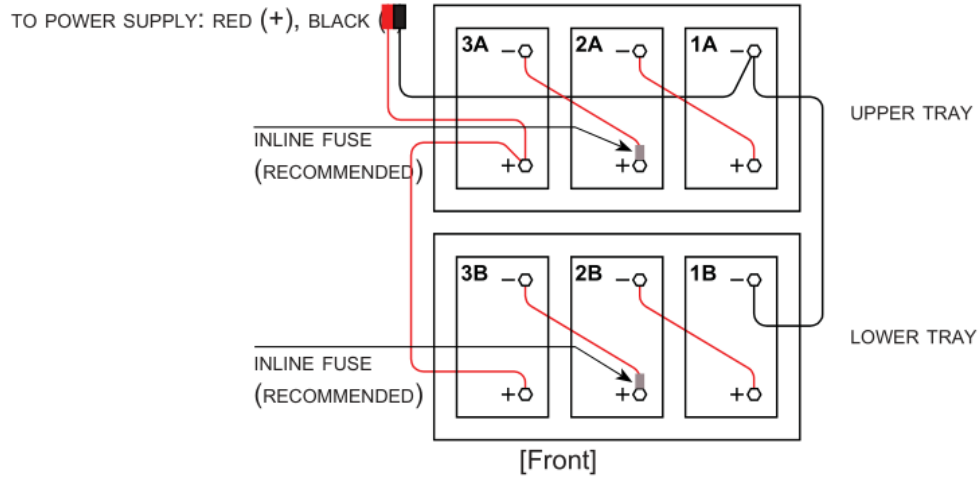 TO POWER SUPPLY: RED (+), BLACK (
3A - 2A - 1A -
UPPER TRAY
INLINE FUSE
(RECOMMENDED)
+ + +
3B - 2B - 1B -
LOWER TRAY
INLINE FUSE
(RECOMMENDED)
+ + +
[Front]